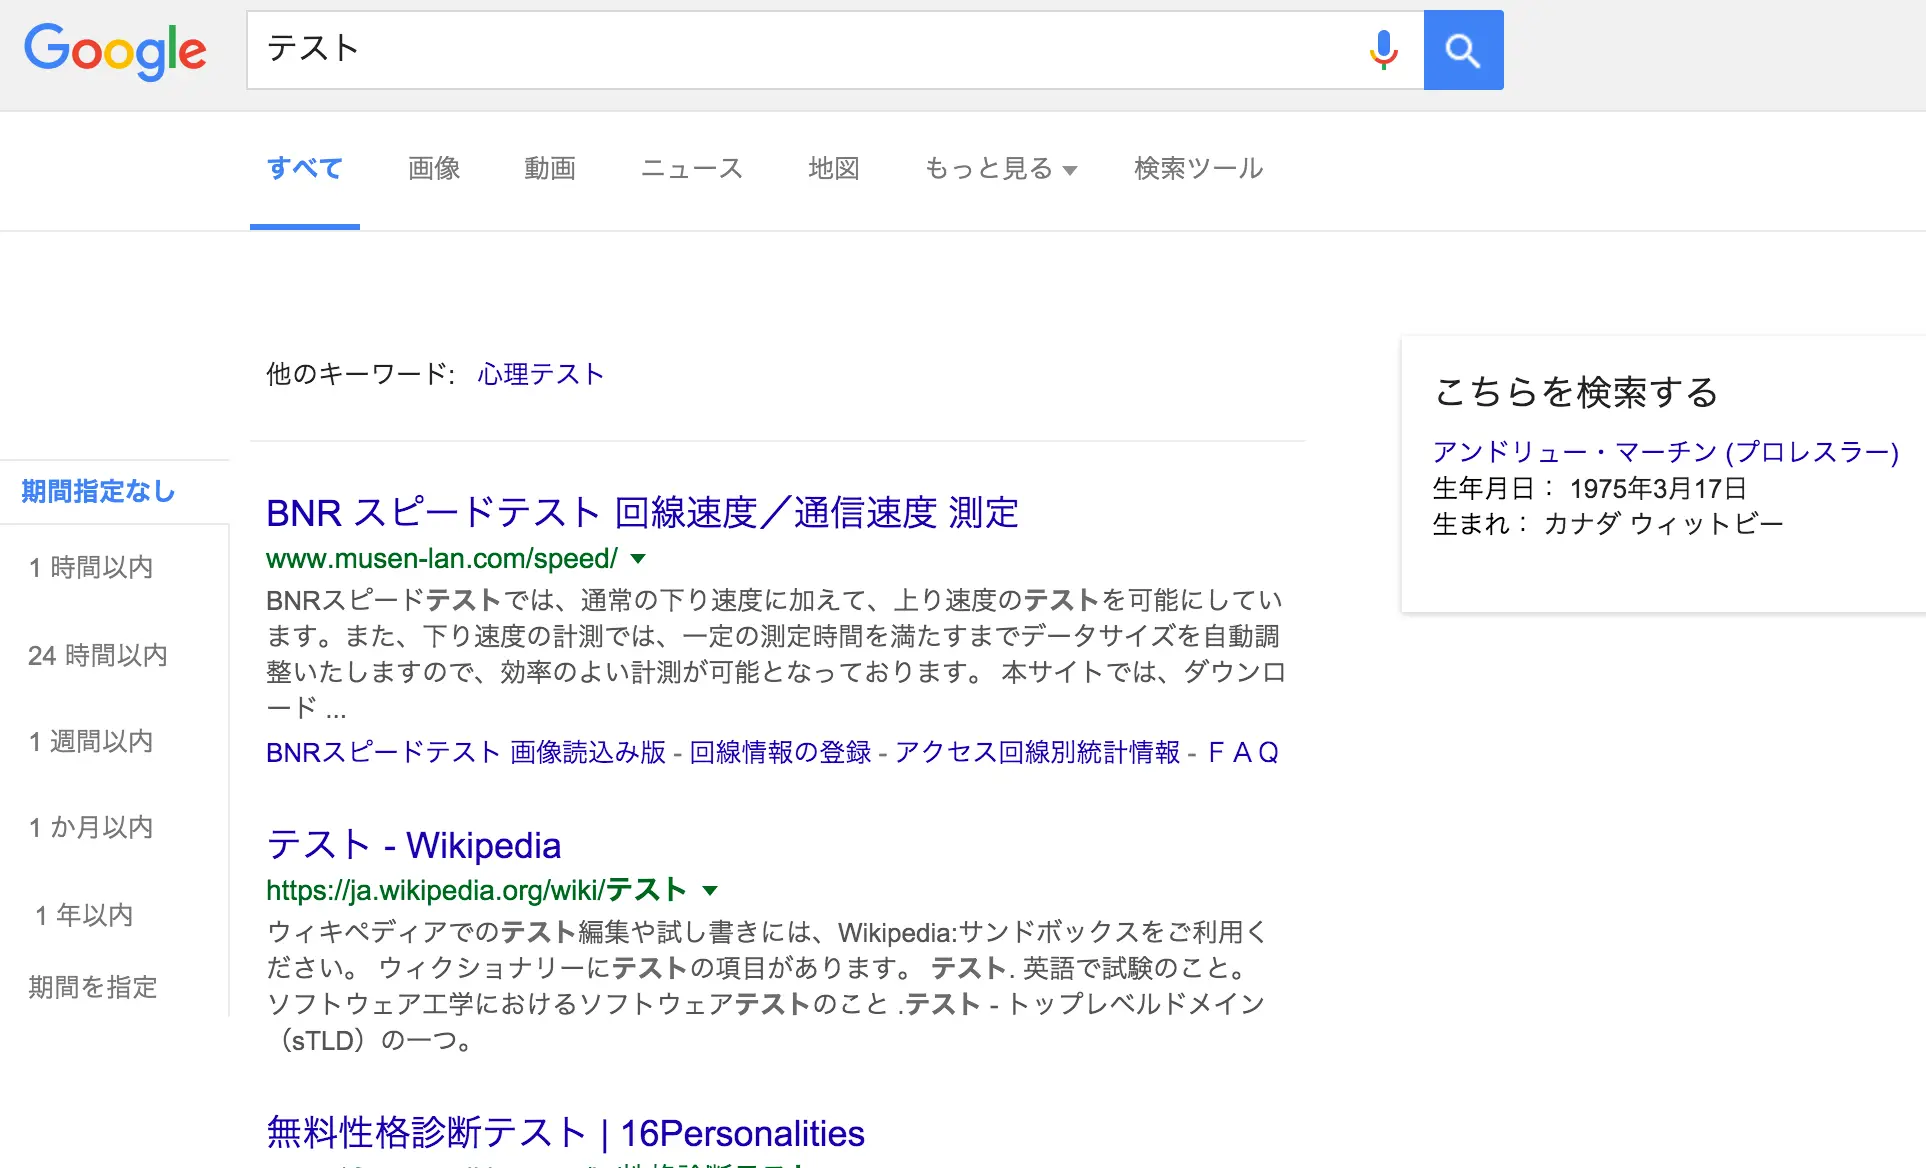 Google
テスト
すべて 画像 動画 ニュース 地図 もっと見る 検索ツール
他のキーワード: 心理テスト
期間指定なし
1 時間以内
24 時間以内
1 週間以内
1 か月以内
1 年以内
期間を指定
BNR スピードテスト 回線速度／通信速度 測定
www.musen-lan.com/speed/
BNRスピードテストでは、通常の下り速度に加えて、上り速度のテストを可能にしてい
ます。また、下り速度の計測では、一定の測定時間を満たすまでデータサイズを自動調
整いたしますので、効率のよい計測が可能となっております。 本サイトでは、ダウンロ
ード ...
BNRスピードテスト 画像読込み版 - 回線情報の登録 - アクセス回線別統計情報 - ＦＡＱ
テスト - Wikipedia
https://ja.wikipedia.org/wiki/テスト
ウィキペディアでのテスト編集や試し書きには、Wikipedia:サンドボックスをご利用く
ださい。 ウィクショナリーにテストの項目があります。 テスト. 英語で試験のこと。
ソフトウェア工学におけるソフトウェアテストのこと .テスト - トップレベルドメイン
（sTLD）の一つ。
無料性格診断テスト | 16Personalities
こちらを検索する
アンドリュー・マーチン (プロレスラー)
生年月日： 1975年3月17日
生まれ： カナダ ウィットビー